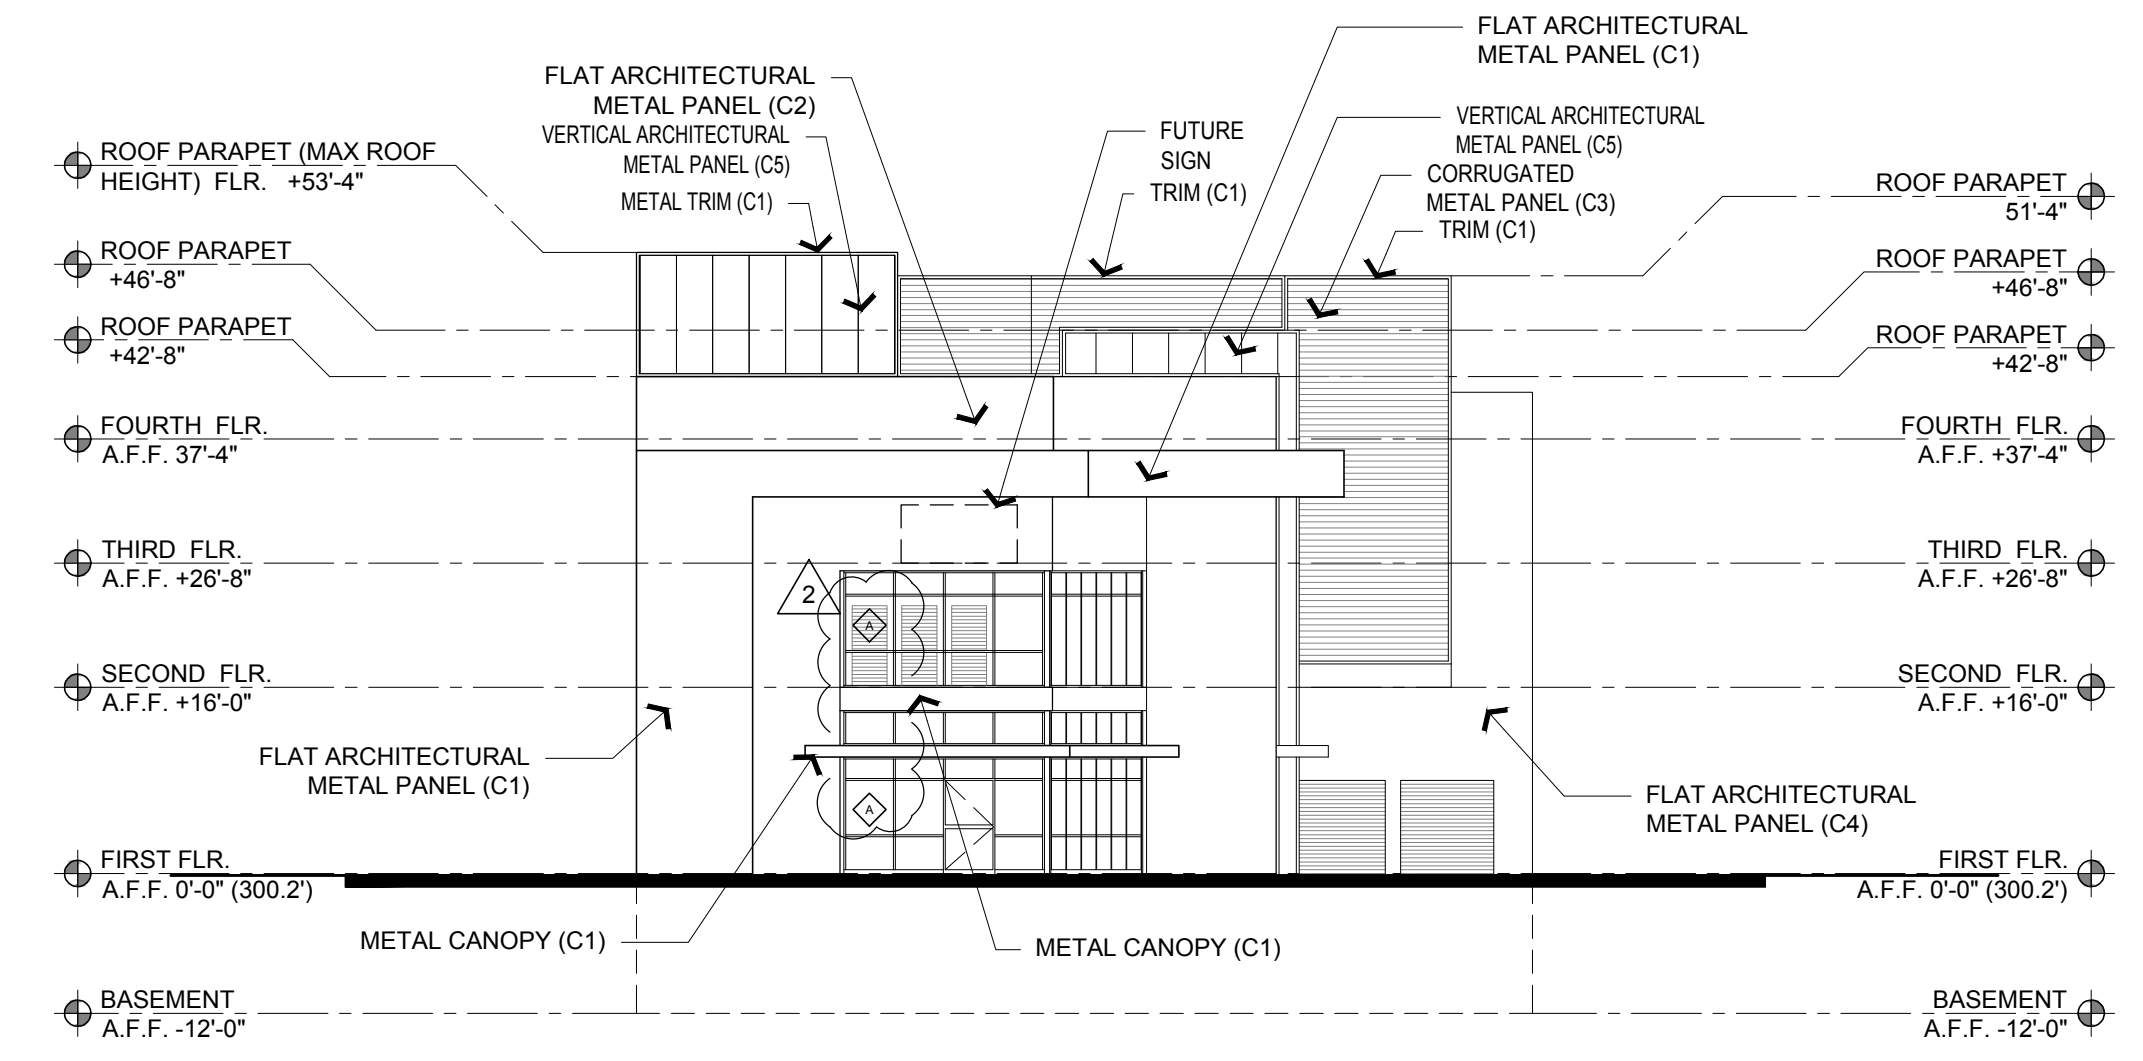 FLAT ARCHITECTURAL
METAL PANEL (C1)
FLAT ARCHITECTURAL
METAL PANEL (C2)
VERTICAL ARCHITECTURAL
METAL PANEL (C5)
METAL TRIM (C1)
FUTURE
SIGN
TRIM (C1)
VERTICAL ARCHITECTURAL
METAL PANEL (C5)
CORRUGATED
METAL PANEL (C3)
TRIM (C1)
ROOF PARAPET (MAX ROOF
HEIGHT) FLR. +53'-4"
ROOF PARAPET
+46'-8"
ROOF PARAPET
+42'-8"
FOURTH FLR.
A.F.F. 37'-4"
THIRD FLR.
A.F.F. +26'-8"
SECOND FLR.
A.F.F. +16'-0"
FIRST FLR.
A.F.F. 0'-0" (300.2')
BASEMENT
A.F.F. -12'-0"
ROOF PARAPET
51'-4"
ROOF PARAPET
+46'-8"
ROOF PARAPET
+42'-8"
FOURTH FLR.
A.F.F. +37'-4"
THIRD FLR.
A.F.F. +26'-8"
SECOND FLR.
A.F.F. +16'-0"
FIRST FLR.
A.F.F. 0'-0" (300.2')
BASEMENT
A.F.F. -12'-0"
2
A
A
FLAT ARCHITECTURAL
METAL PANEL (C1)
FLAT ARCHITECTURAL
METAL PANEL (C4)
METAL CANOPY (C1)
METAL CANOPY (C1)